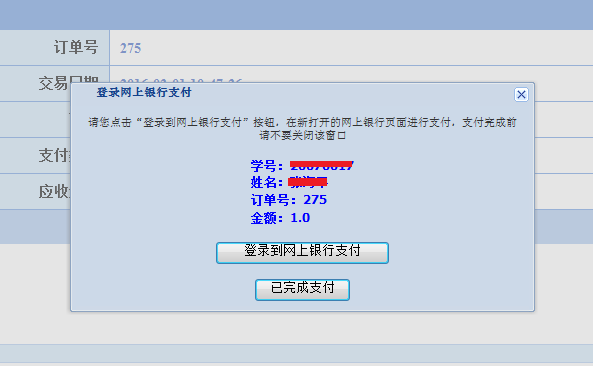 订单号 275
交易日期
登录网上银行支付
请您点击“登录到网上银行支付”按钮，在新打开的网上银行页面进行支付，支付完成前
请不要关闭该窗口
学号：
支付
姓名：
订单号：275
应收
金额：1.0
登录到网上银行支付
已完成支付